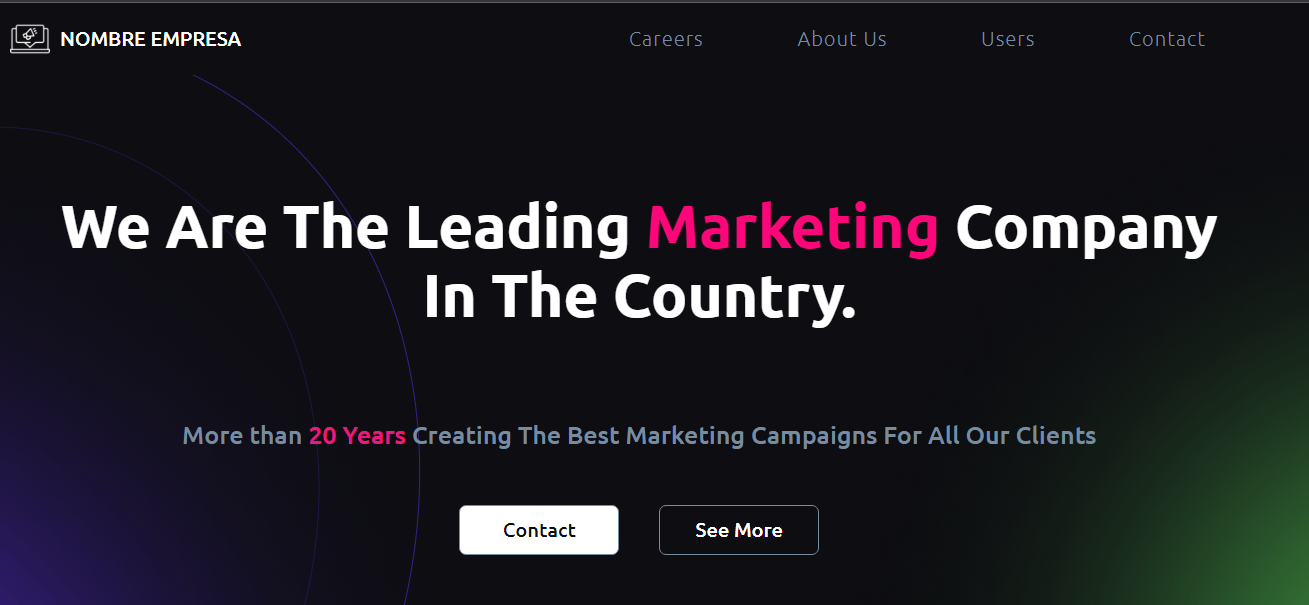 NOMBRE EMPRESA
Careers
About Us
Users
Contact
We Are The Leading Marketing Company
In The Country.
More than 20 Years Creating The Best Marketing Campaigns For All Our Clients
Contact
See More